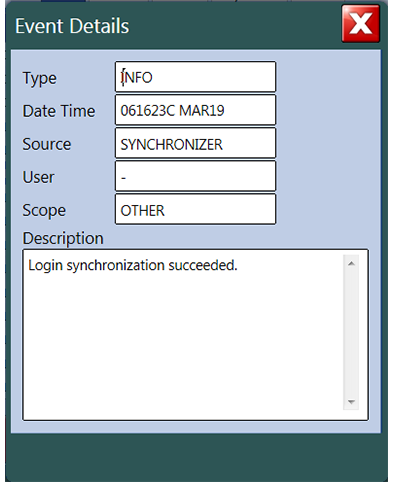 Event Details
Type INFO
Date Time 061623C MAR19
Source SYNCHRONIZER
User -
Scope OTHER
Description
Login synchronization succeeded.